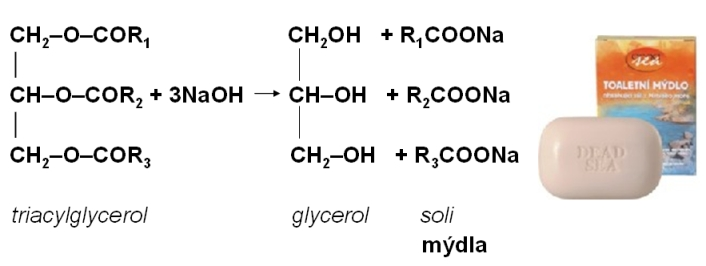 CH₂–O–COR₁ CH₂OH + R₁COONa
CH–O–COR₂ + 3NaOH → CH–OH + R₂COONa
CH₂–O–COR₃ CH₂–OH + R₃COONa
triacylglycerol glycerol soli
mýdla
sea
TOALETNÍ MÝDLO
DEAD
SEA